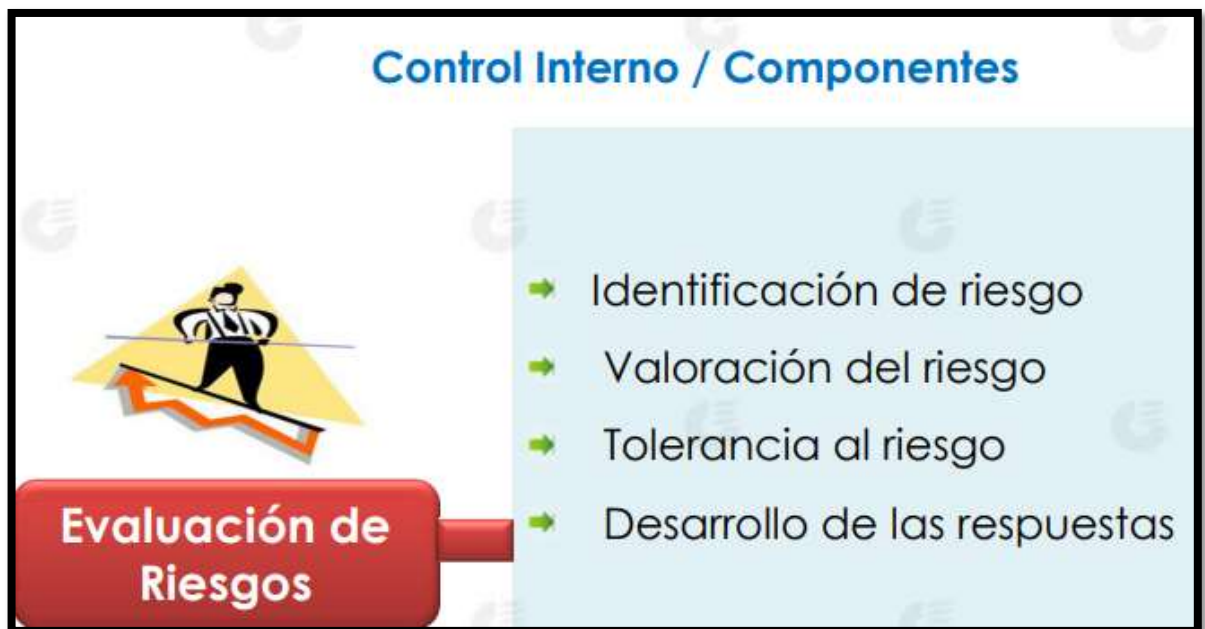 Control Interno / Componentes
Identificación de riesgo
Valoración del riesgo
Tolerancia al riesgo
Desarrollo de las respuestas
Evaluación de
Riesgos